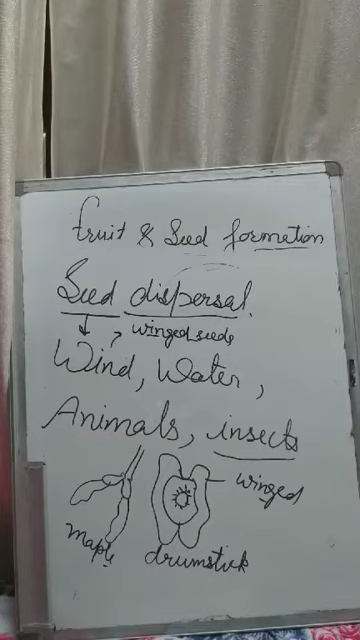 Fruit & Seed formation
Seed dispersal.
winged seeds
Wind, Water,
Animals, insects
winged
maple
drumstick